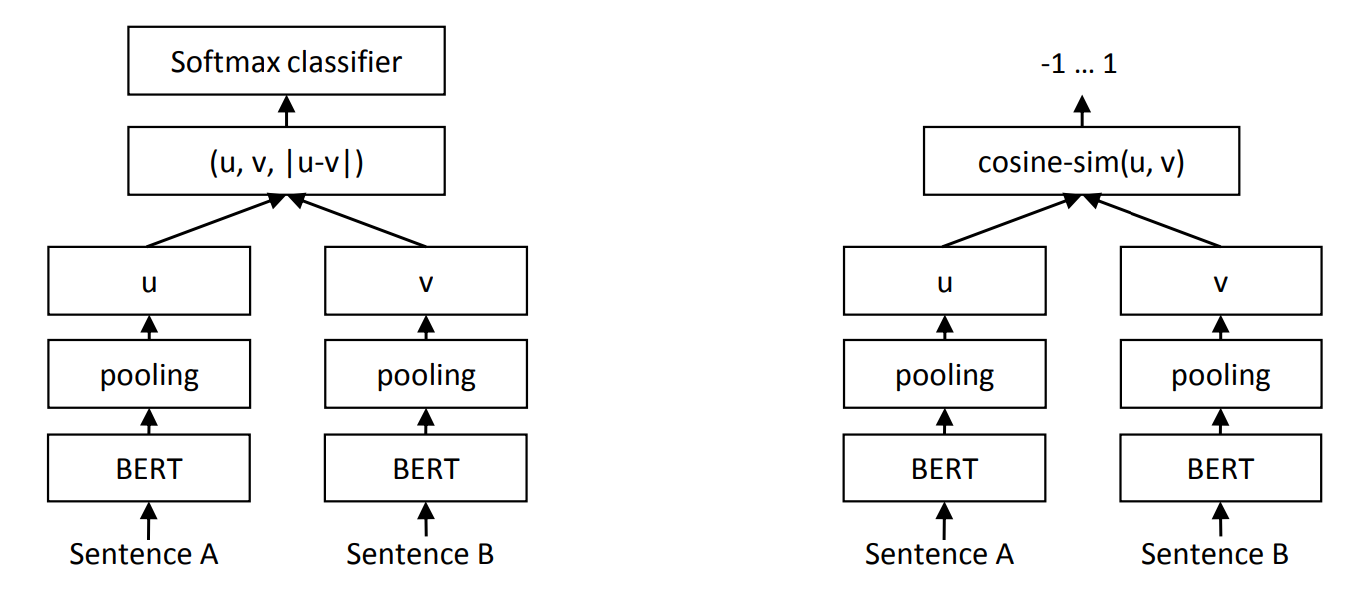 Softmax classifier
(u, v, |u-v|)
u
v
pooling
pooling
BERT
BERT
Sentence A
Sentence B
-1 … 1
cosine-sim(u, v)
u
v
pooling
pooling
BERT
BERT
Sentence A
Sentence B